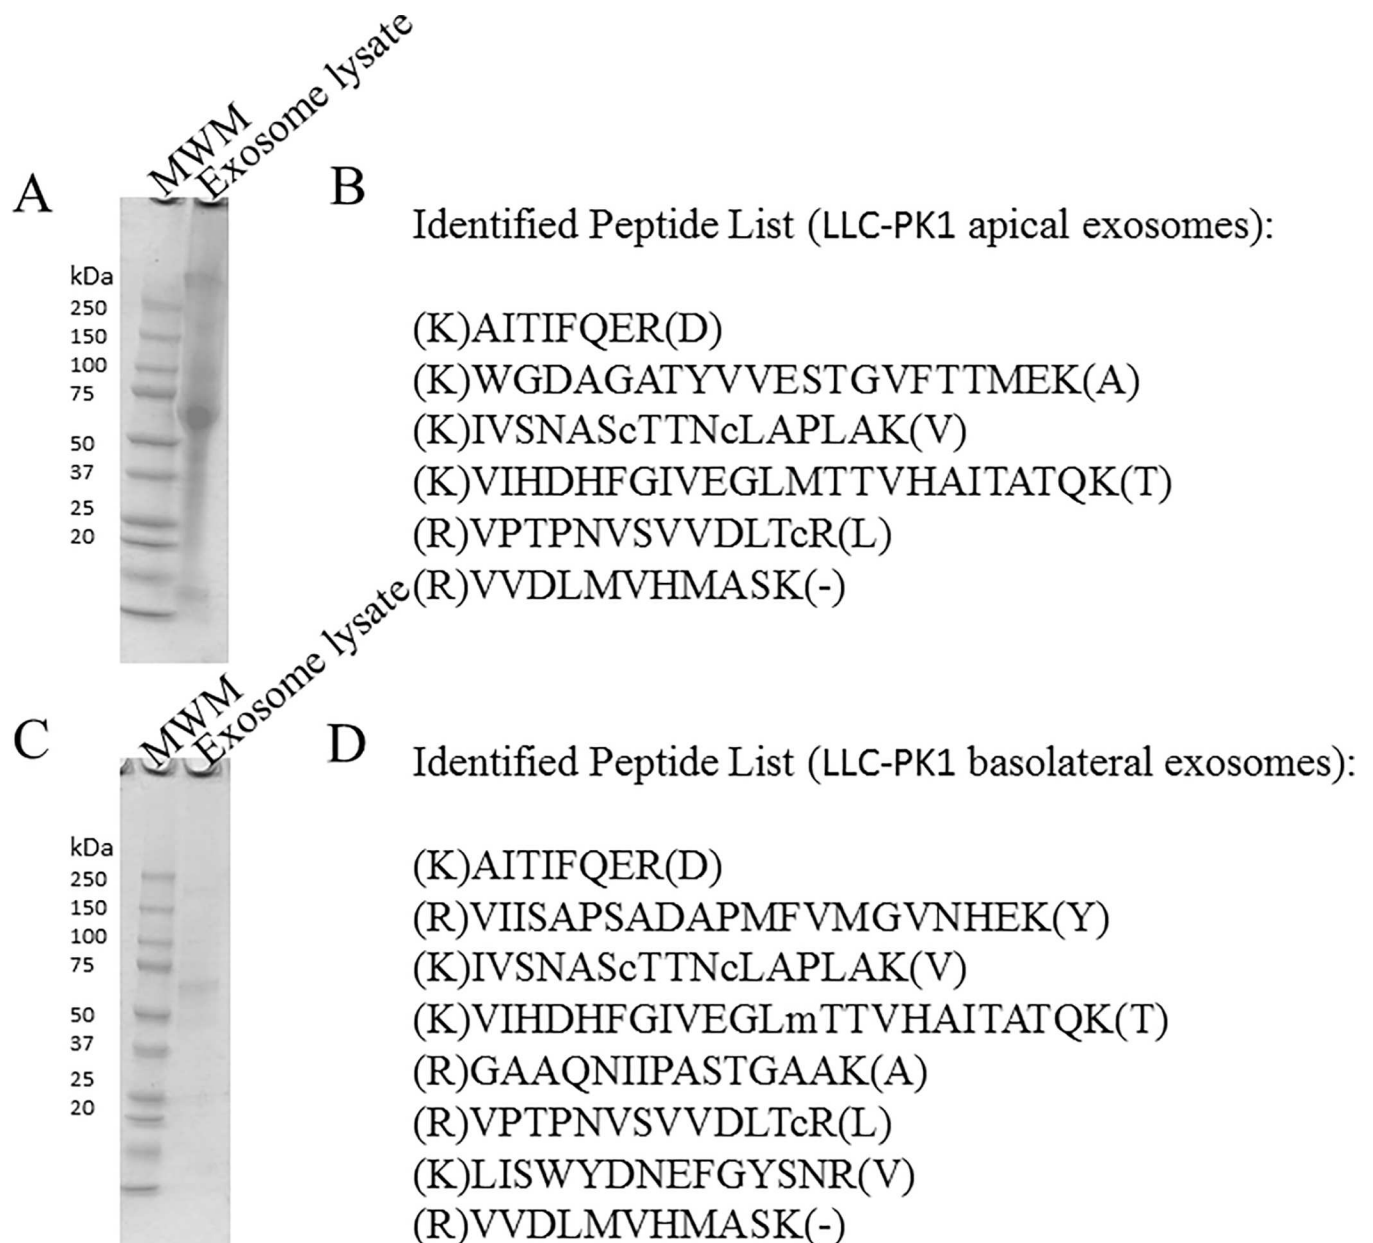 A
MWM
Exosome lysate
kDa
250
150
100
75
50
37
25
20
B
Identified Peptide List (LLC-PK1 apical exosomes):
(K)AITIFQER(D)
(K)WGDAGATYVVESTGVFTTMEK(A)
(K)IVSNAScTTNcLAPLAK(V)
(K)VIHDHFGIVEGLMTTVHAITATQK(T)
(R)VPTPNVSVVDLTcR(L)
(R)VVDLMVHMASK(-)
C
MWM
Exosome lysate
kDa
250
150
100
75
50
37
25
20
D
Identified Peptide List (LLC-PK1 basolateral exosomes):
(K)AITIFQER(D)
(R)VIISAPSADAPMFVMGVNHEK(Y)
(K)IVSNAScTTNcLAPLAK(V)
(K)VIHDHFGIVEGLmTTVHAITATQK(T)
(R)GAAQNIIPASTGAAK(A)
(R)VPTPNVSVVDLTcR(L)
(K)LISWYDNEFGYSNR(V)
(R)VVDLMVHMASK(-)